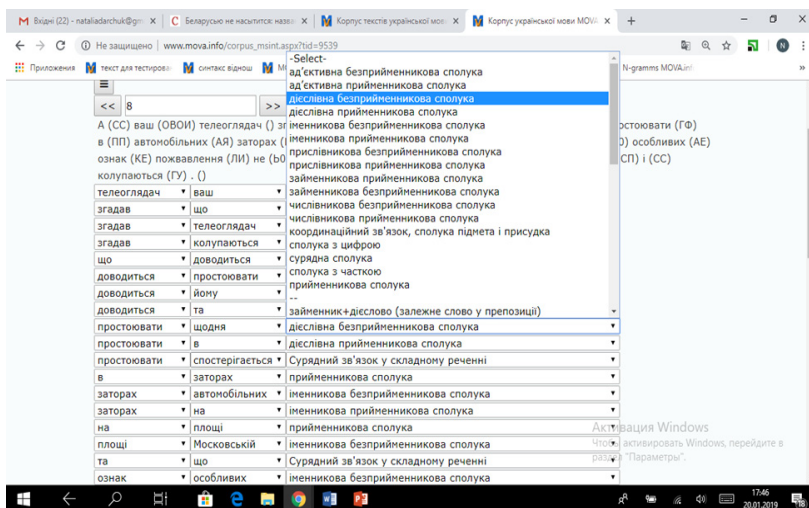 Вхідні (22) - nataliadarchuk@gm
Беларусью не насытится: назв
Корпус текстів української мов
Корпус української мови MOVA
Не защищено | www.mova.info/corpus_msint.aspx?tid=9539
Приложения
текст для тестирова
синтакс віднош
N-gramms MOVA.in
<< 8 >>
-Select-
ад'єктивна безприйменникова сполука
ад'єктивна прийменникова сполука
дієслівна безприйменникова сполука
дієслівна прийменникова сполука
іменникова безприйменникова сполука
іменникова прийменникова сполука
прислівникова безприйменникова сполука
прислівникова прийменникова сполука
займенникова прийменникова сполука
займенникова безприйменникова сполука
числівникова безприйменникова сполука
числівникова прийменникова сполука
координаційний зв'язок, сполука підмета і присудка
сполука з цифрою
сурядна сполука
сполука з часткою
прийменникова сполука
--
займенник+дієслово (залежне слово у препозиції)
А (СС) ваш (ОВОИ) телеоглядач () зг
остоювати (ГФ)
в (ПП) автомобільних (АЯ) заторах (
) особливих (АЕ)
ознак (КЕ) пожвавлення (ЛИ) не (Ь0
СП) і (СС)
колупаються (ГУ) . ()
телеоглядач ваш
згадав що
згадав телеоглядач
згадав колупаються
що доводиться
доводиться простоювати
доводиться йому
доводиться та
простоювати щодня дієслівна безприйменникова сполука
простоювати в дієслівна прийменникова сполука
простоювати спостерігається Сурядний зв'язок у складному реченні
в заторах прийменникова сполука
заторах автомобільних іменникова безприйменникова сполука
заторах на іменникова прийменникова сполука
на площі прийменникова сполука
площі Московській іменникова безприйменникова сполука
та що Сурядний зв'язок у складному реченні
ознак особливих іменникова безприйменникова сполука
Активация Windows
Чтобы активировать Windows, перейдите в
раздел "Параметры".
17:46
20.01.2019